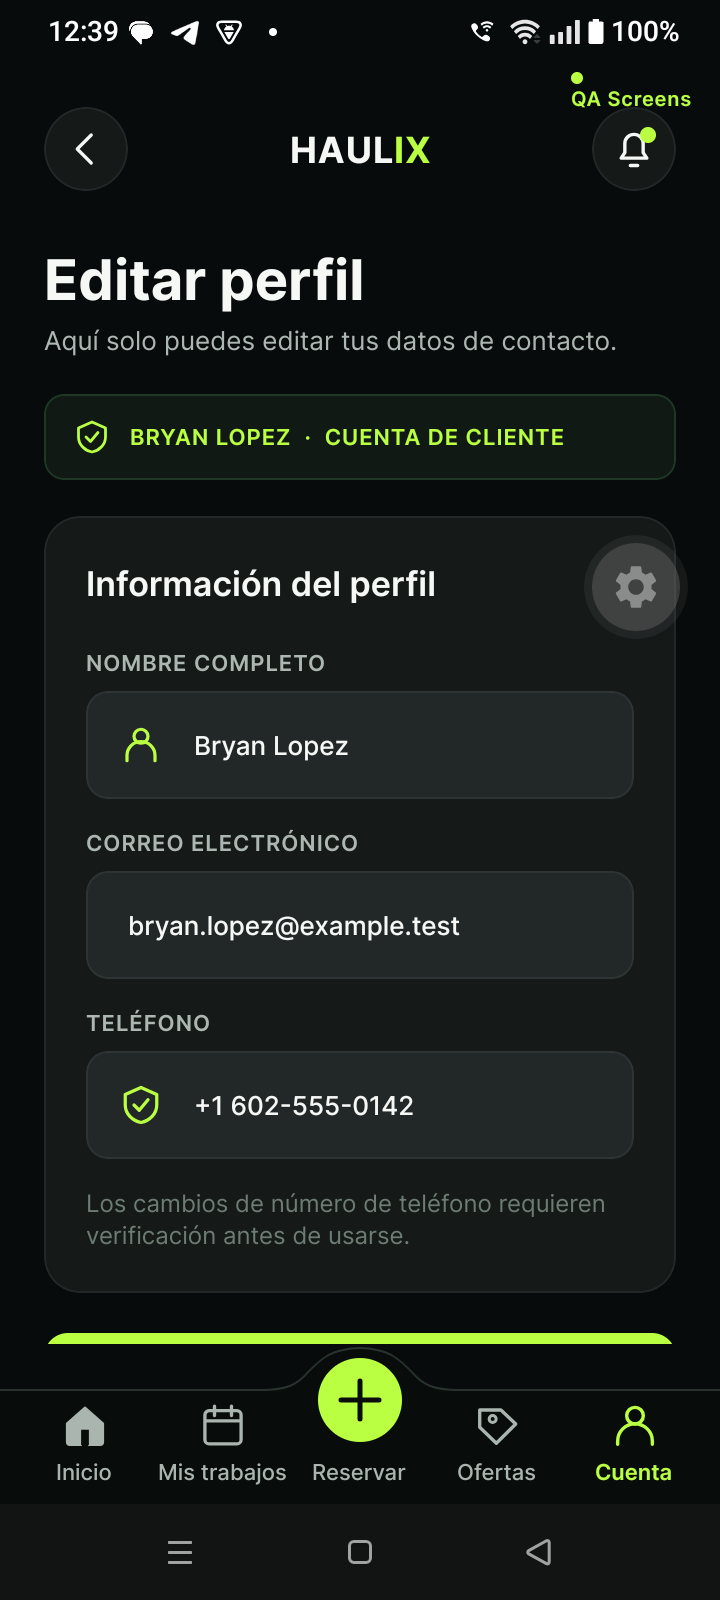 12:39
100%
QA Screens
HAULIX
Editar perfil
Aquí solo puedes editar tus datos de contacto.
BRYAN LOPEZ · CUENTA DE CLIENTE
Información del perfil
NOMBRE COMPLETO
Bryan Lopez
CORREO ELECTRÓNICO
bryan.lopez@example.test
TELÉFONO
+1 602-555-0142
Los cambios de número de teléfono requieren
verificación antes de usarse.
Inicio
Mis trabajos
Reservar
Ofertas
Cuenta